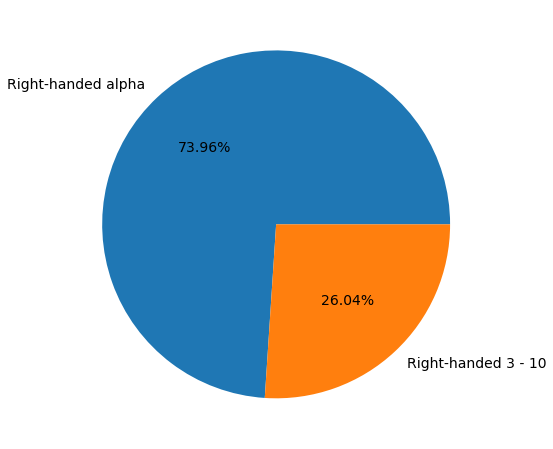 Right-handed alpha
73.96%
26.04%
Right-handed 3 - 10